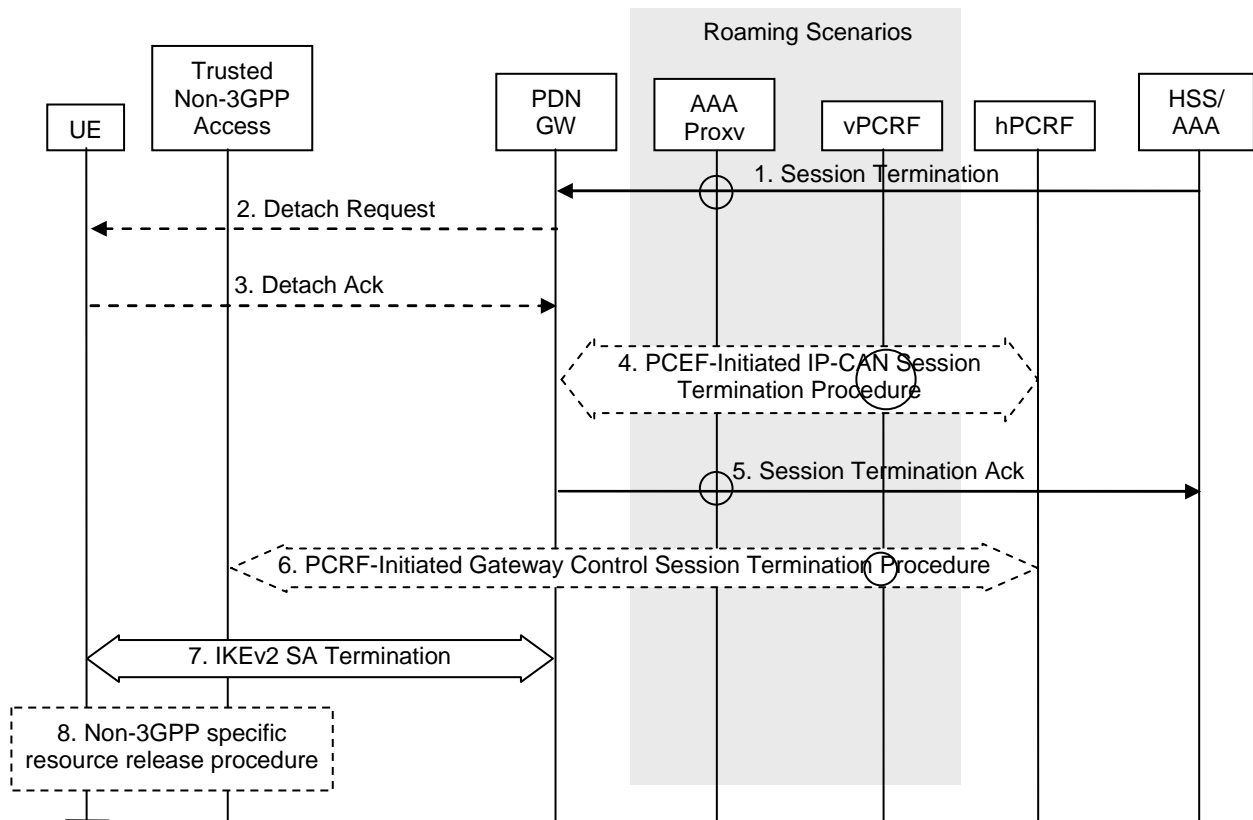 Roaming Scenarios
UE
Trusted
Non-3GPP
Access
PDN
GW
AAA
Proxv
vPCRF
hPCRF
HSS/
AAA
1. Session Termination
2. Detach Request
3. Detach Ack
4. PCEF-Initiated IP-CAN Session
Termination Procedure
5. Session Termination Ack
6. PCRF-Initiated Gateway Control Session Termination Procedure
7. IKEv2 SA Termination
8. Non-3GPP specific
resource release procedure